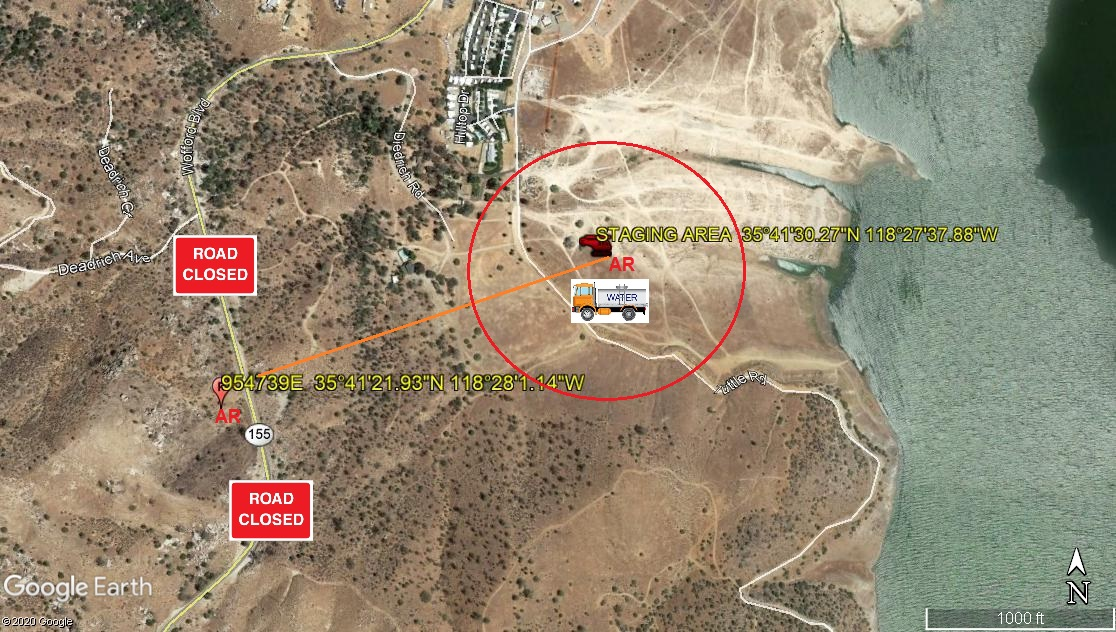 Wofford Blvd
Hilltop Dr
Diedrich Rd
Deadrich Ct
Deadrich Ave
ROAD
CLOSED
STAGING AREA 35°41'30.27"N 118°27'37.88"W
AR
WATER
954739E 35°41'21.93"N 118°28'1.14"W
AR
Tuttle Rd
155
ROAD
CLOSED
Google Earth
©2020 Google
N
1000 ft